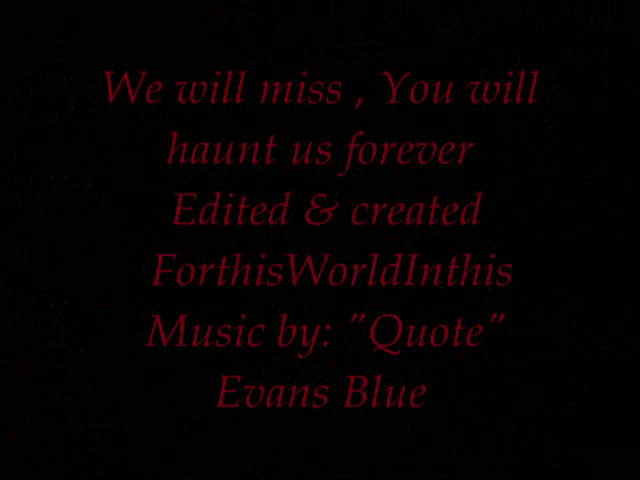 We will miss , You will
haunt us forever
Edited & created
ForthisWorldInthis
Music by: "Quote"
Evans Blue